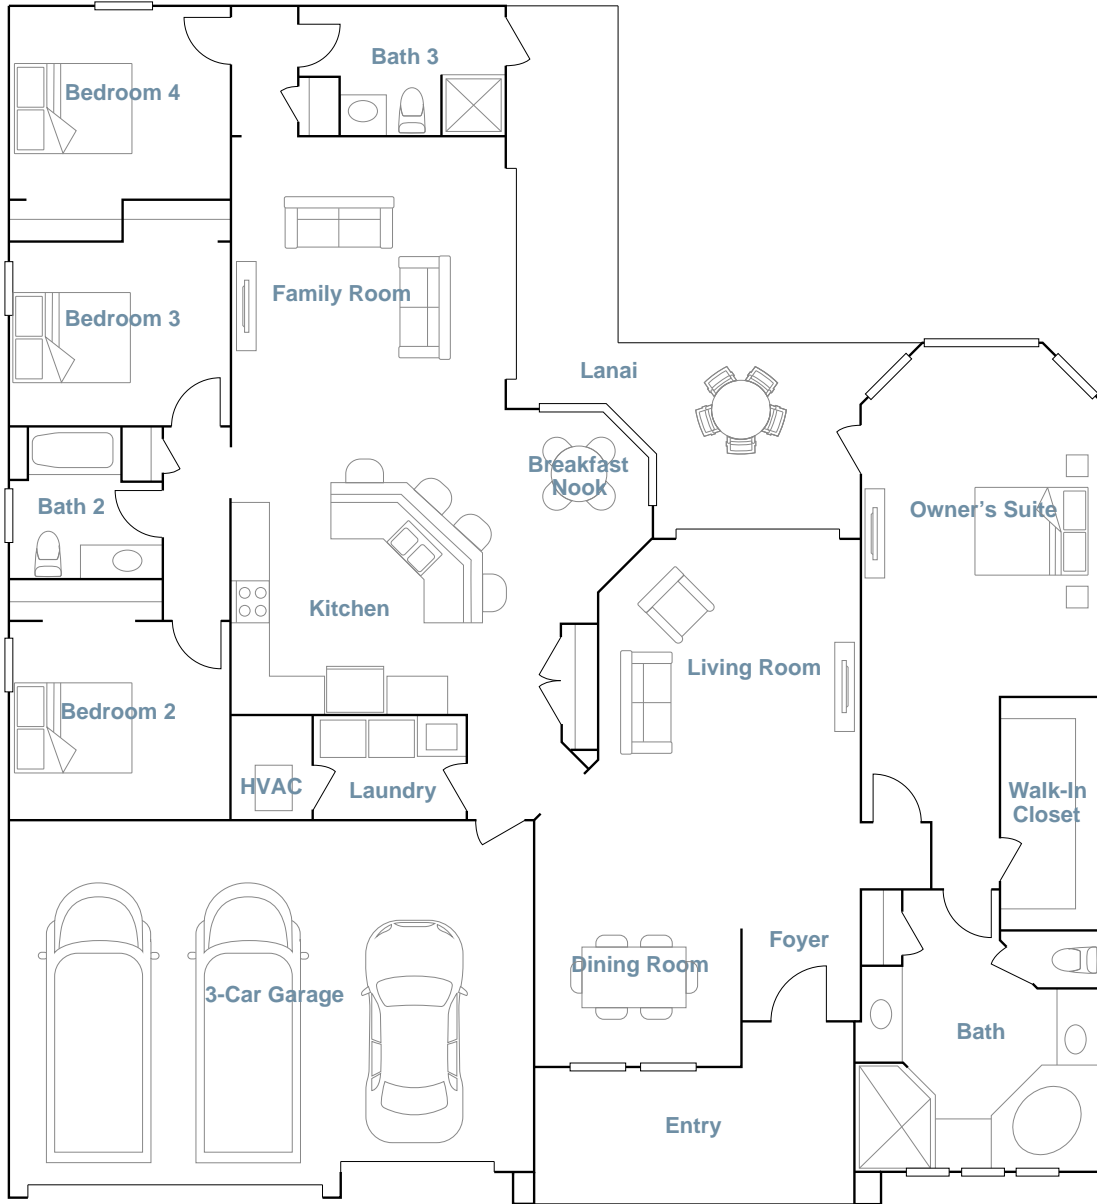 Bath 3
Bedroom 4
Family Room
Bedroom 3
Lanai
Breakfast
Nook
Bath 2
Owner's Suite
Kitchen
Living Room
Bedroom 2
HVAC
Laundry
Walk-In
Closet
Foyer
Dining Room
3-Car Garage
Bath
Entry